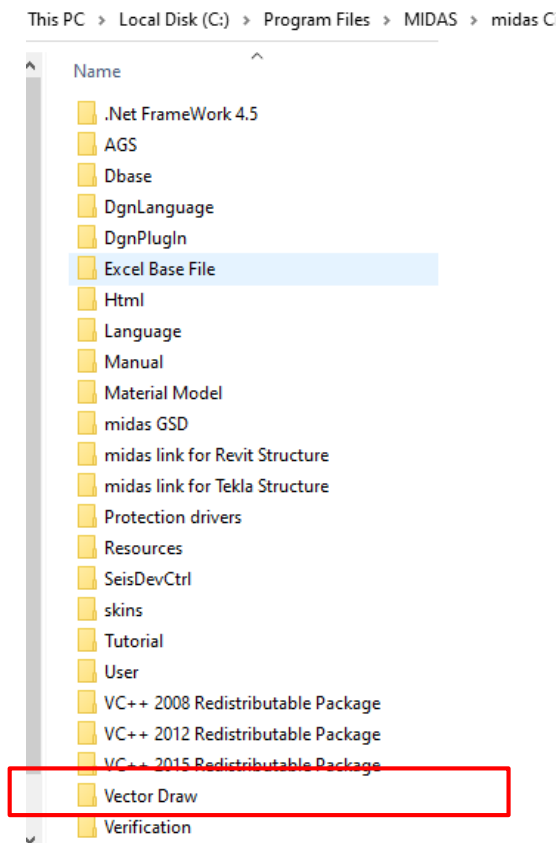 This PC > Local Disk (C:) > Program Files > MIDAS > midas C
Name
.Net FrameWork 4.5
AGS
Dbase
DgnLanguage
DgnPlugIn
Excel Base File
Html
Language
Manual
Material Model
midas GSD
midas link for Revit Structure
midas link for Tekla Structure
Protection drivers
Resources
SeisDevCtrl
skins
Tutorial
User
VC++ 2008 Redistributable Package
VC++ 2012 Redistributable Package
VC++ 2015 Redistributable Package
Vector Draw
Verification